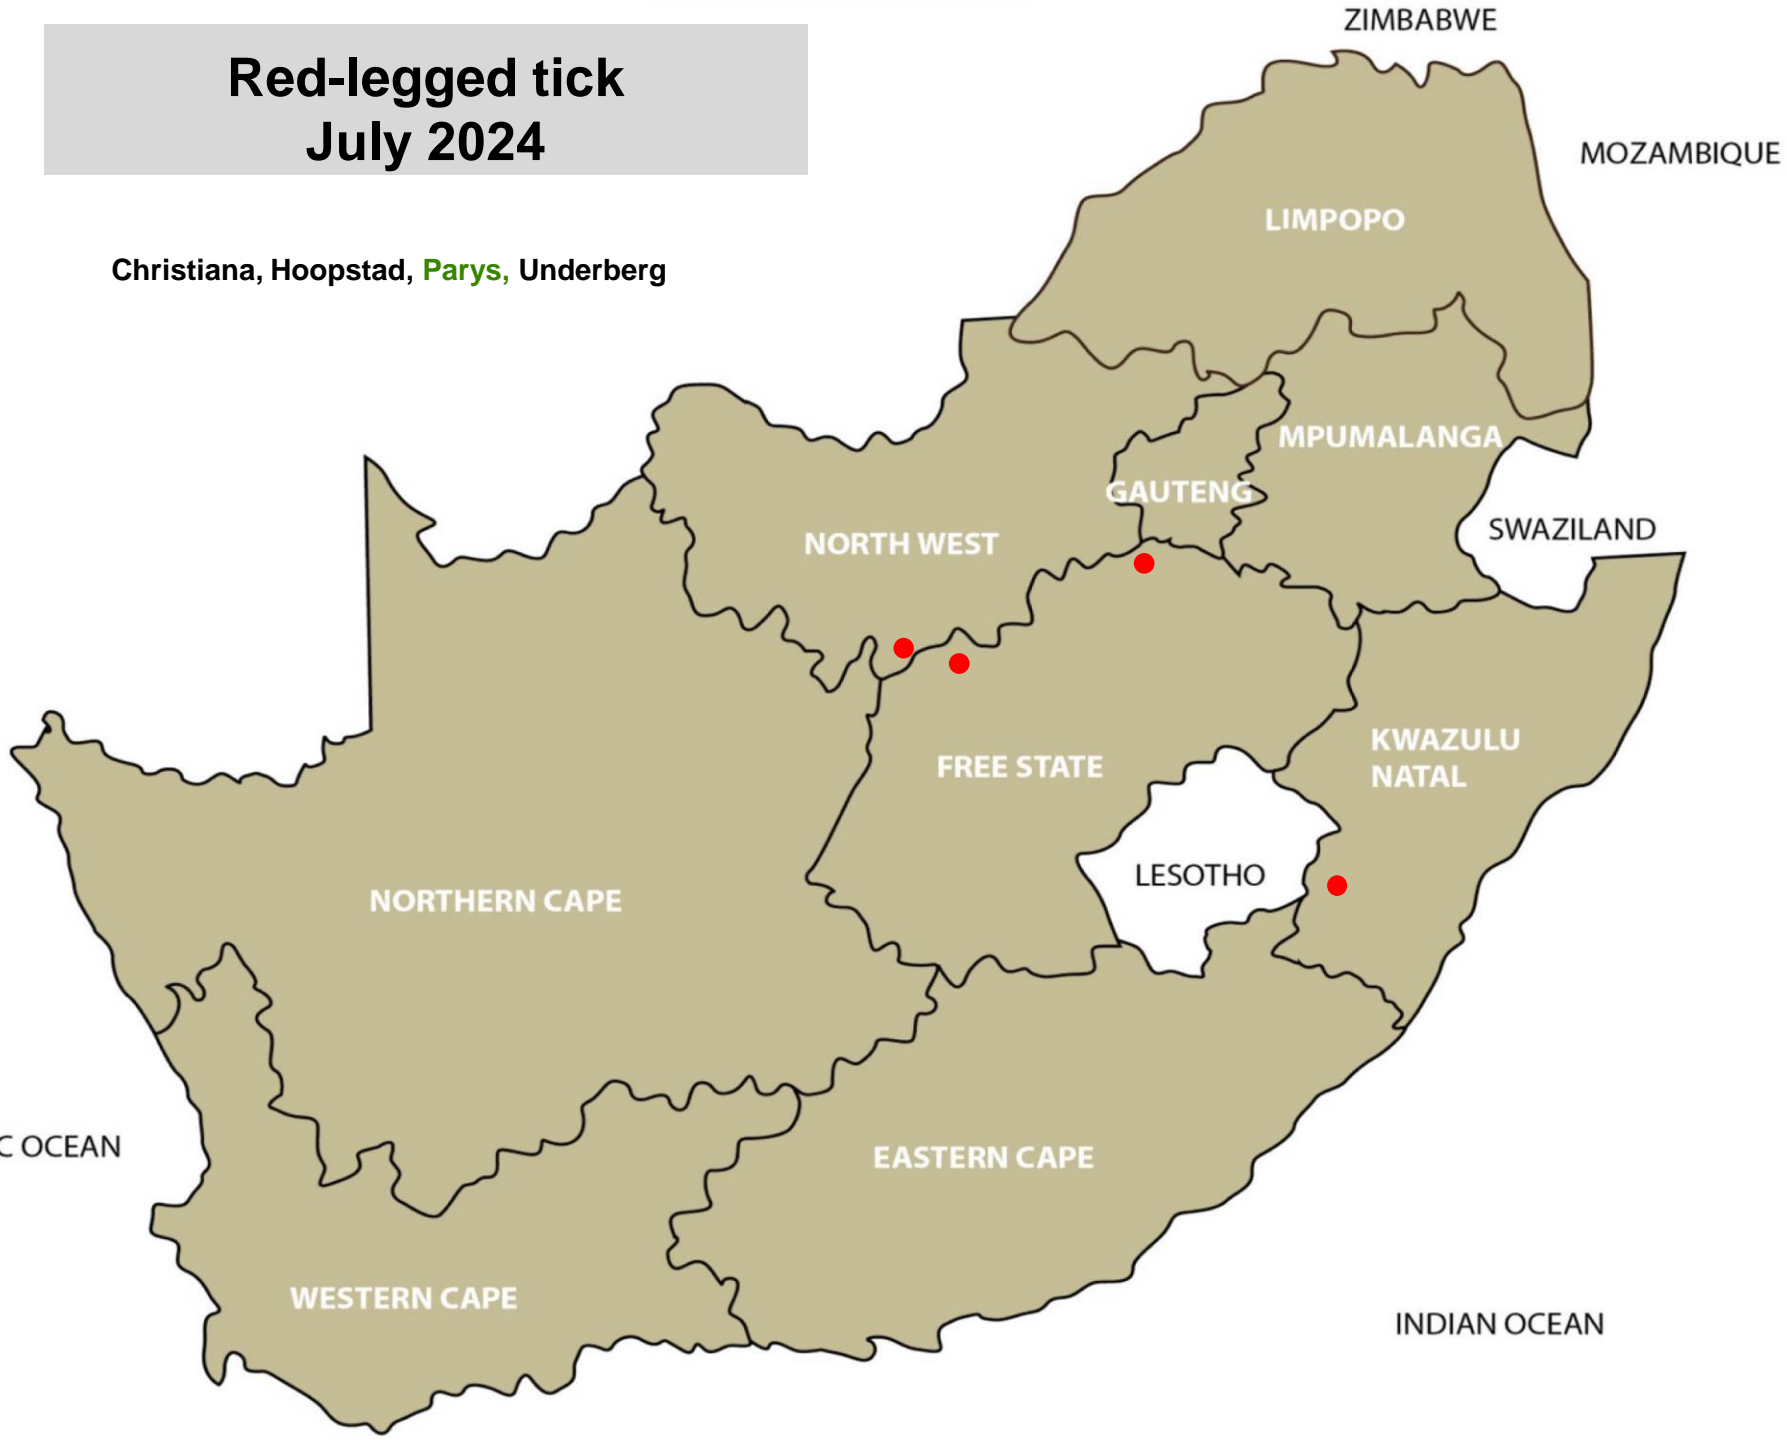 ZIMBABWE
Red-legged tick
July 2024
MOZAMBIQUE
LIMPOPO
Christiana, Hoopstad, Parys, Underberg
MPUMALANGA
GAUTENG
SWAZILAND
NORTH WEST
KWAZULU
NATAL
FREE STATE
LESOTHO
NORTHERN CAPE
C OCEAN
EASTERN CAPE
WESTERN CAPE
INDIAN OCEAN